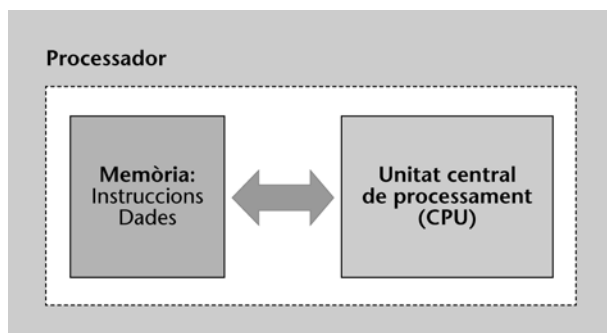 Processador
Memòria:
Instruccions
Dades
Unitat central
de processament
(CPU)